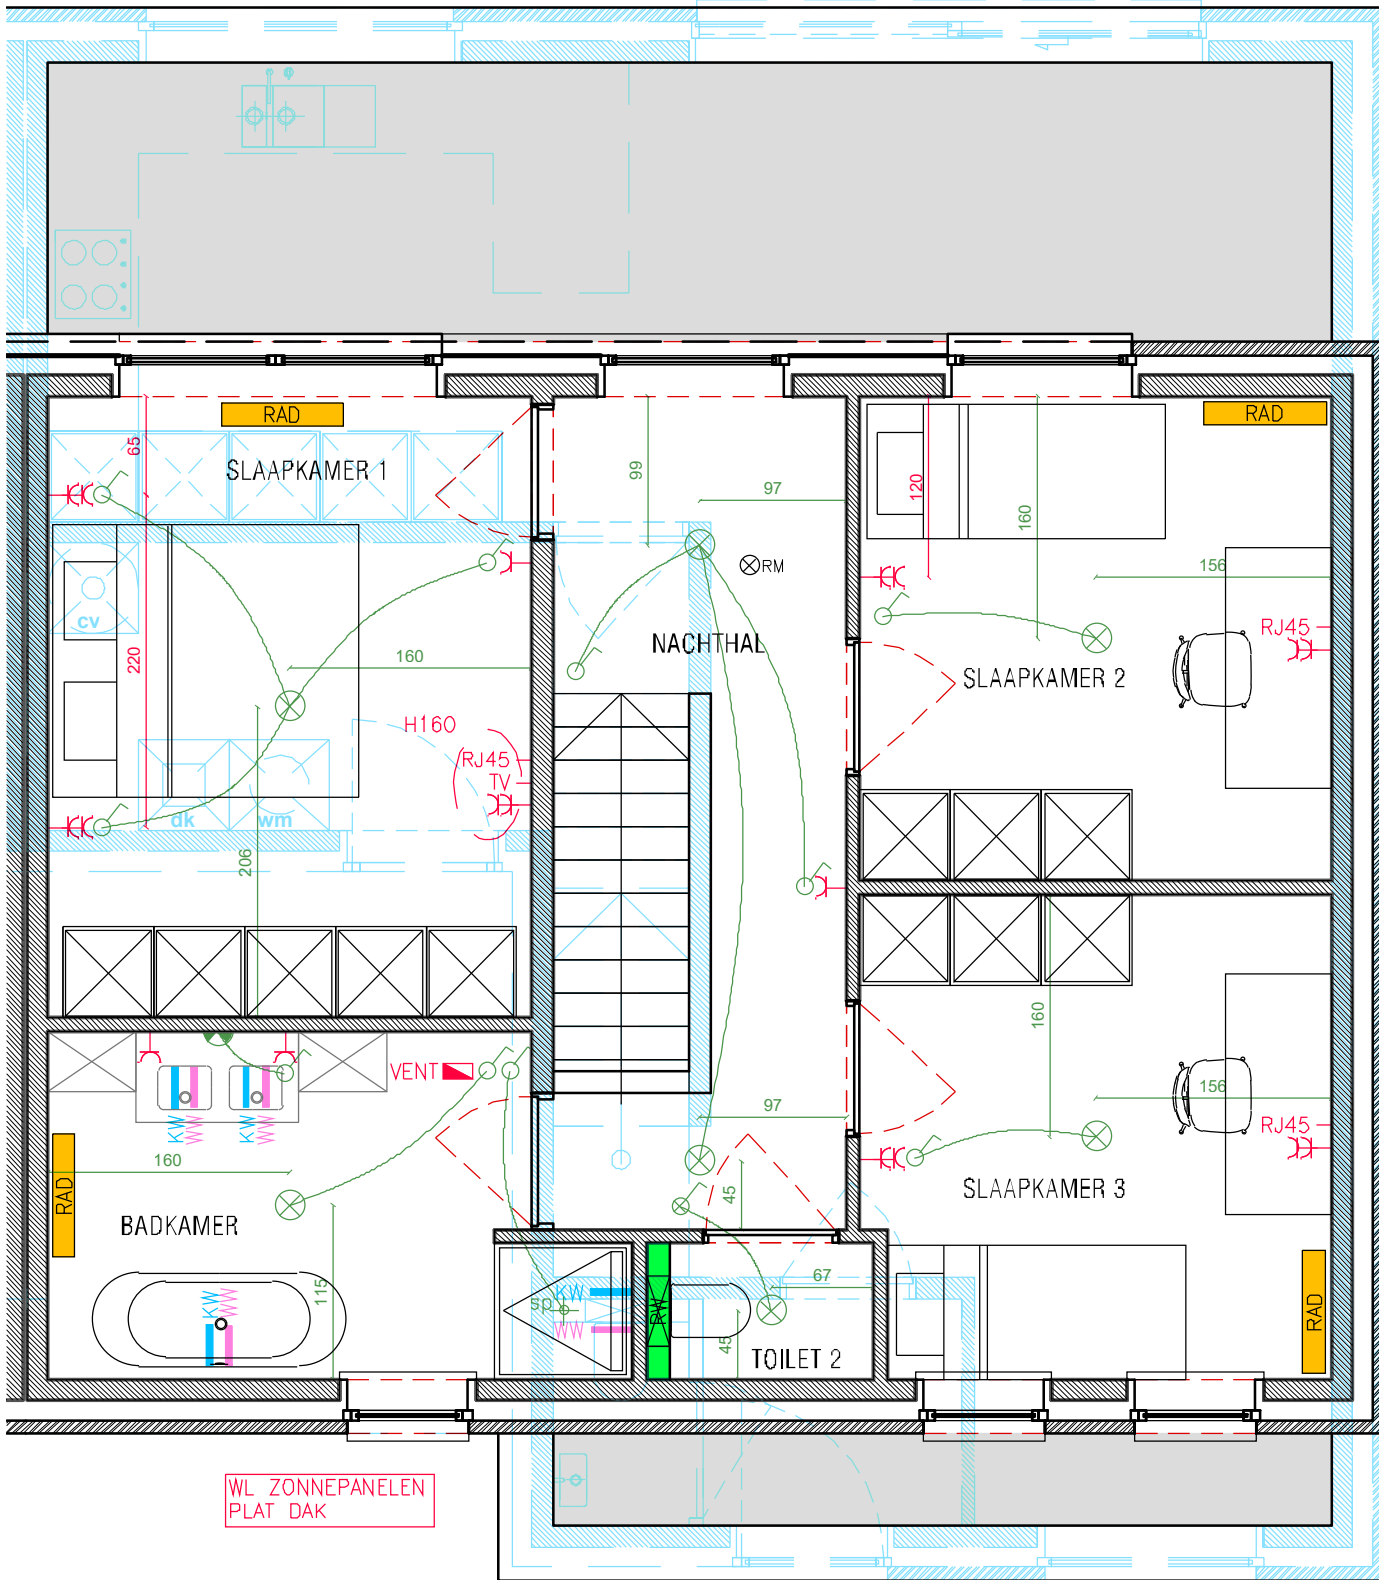 RAD
RAD
65
SLAAPKAMER 1
99
97
120
160
RM
156
cv
NACHTHAL
RJ45
220
160
SLAAPKAMER 2
H160
RJ45
TV
dk
wm
206
160
VENT
156
KW
WW
KW
WW
97
RJ45
160
RAD
45
SLAAPKAMER 3
BADKAMER
115
KW
WW
sp
KW
WW
RW
67
45
TOILET 2
RAD
WL ZONNEPANELEN
PLAT DAK